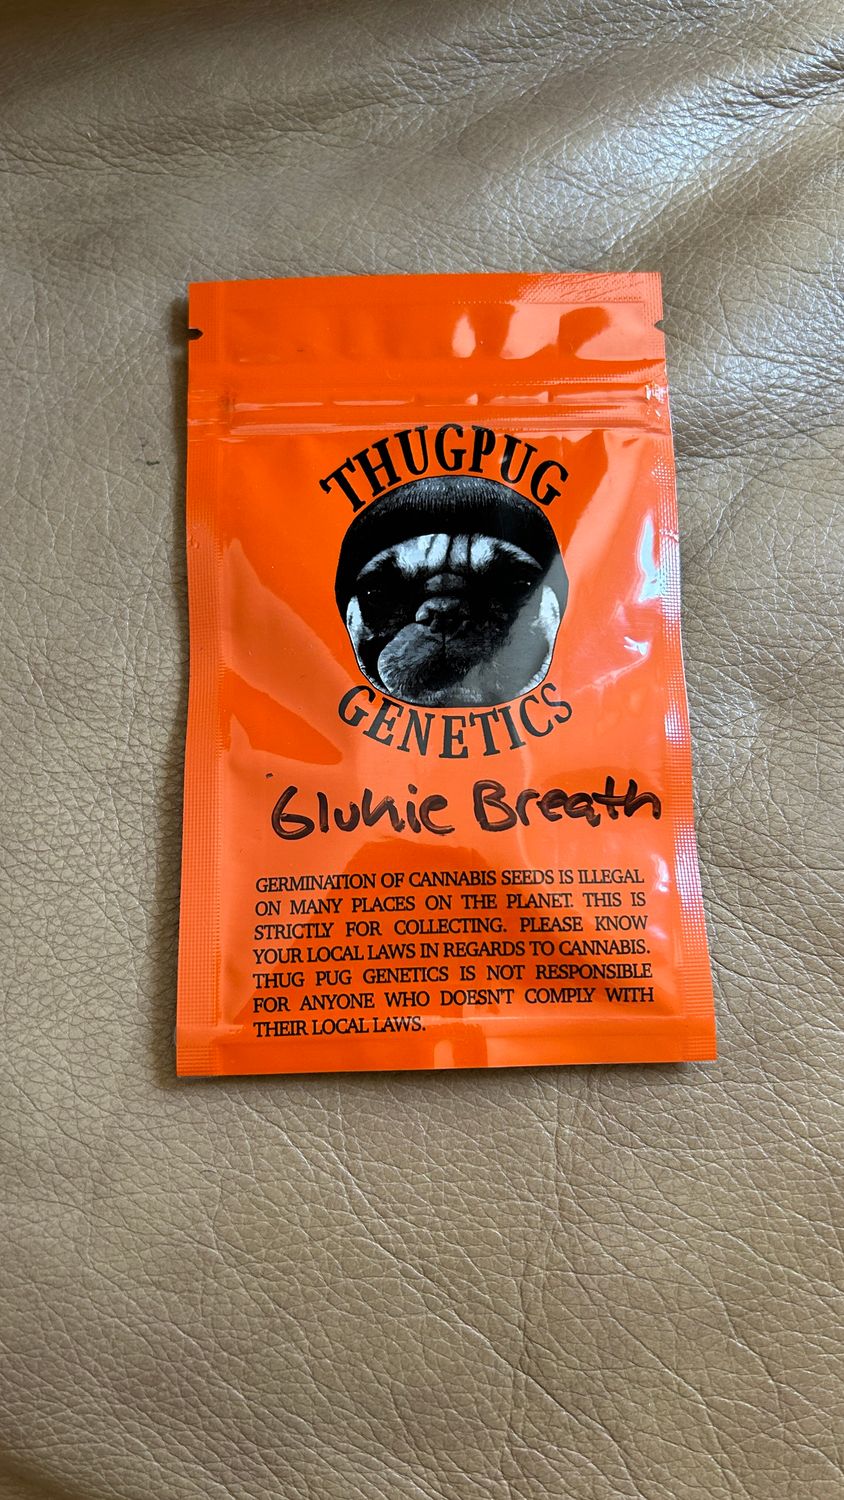 THUGPUG
GENETICS
Glukie Breath
GERMINATION OF CANNABIS SEEDS IS ILLEGAL
ON MANY PLACES ON THE PLANET. THIS IS
STRICTLY FOR COLLECTING. PLEASE KNOW
YOUR LOCAL LAWS IN REGARDS TO CANNABIS.
THUG PUG GENETICS IS NOT RESPONSIBLE
FOR ANYONE WHO DOESN'T COMPLY WITH
THEIR LOCAL LAWS.